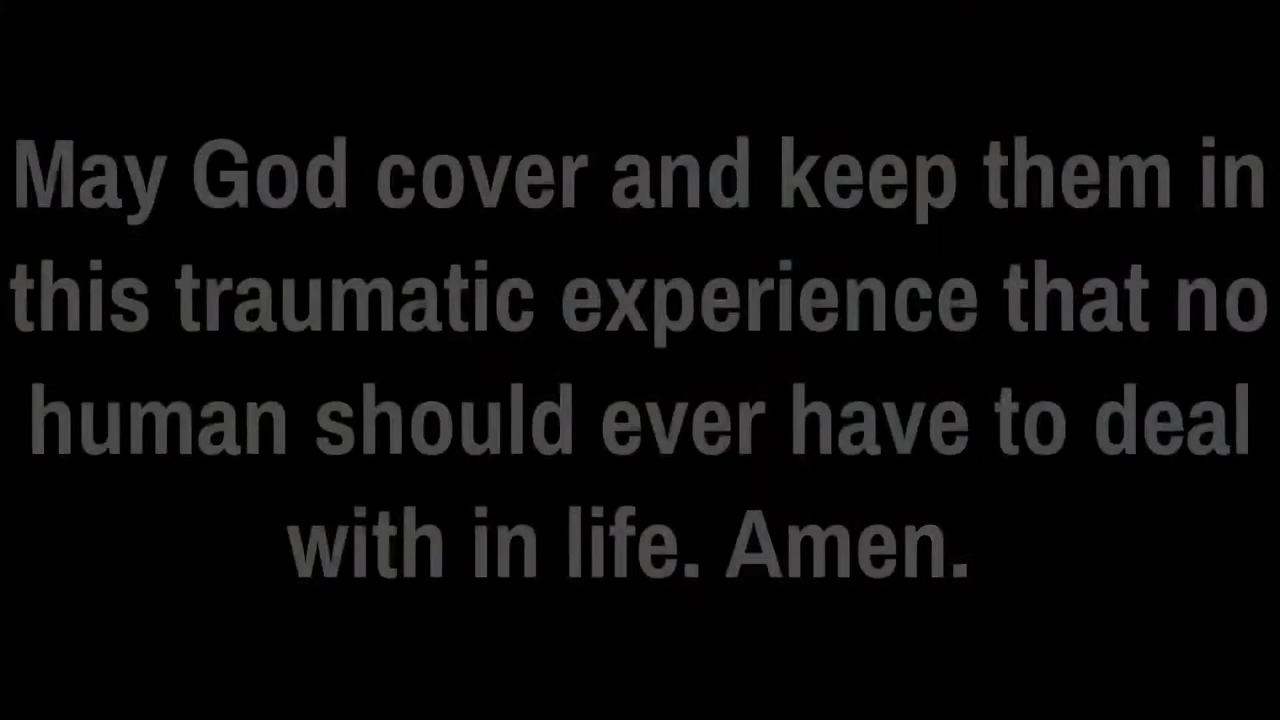 May God cover and keep them in
this traumatic experience that no
human should ever have to deal
with in life. Amen.